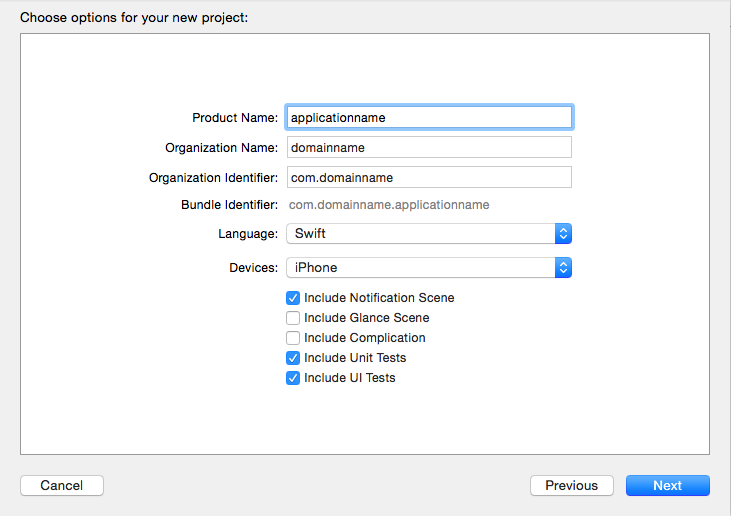 Choose options for your new project:
Product Name: applicationname
Organization Name: domainname
Organization Identifier: com.domainname
Bundle Identifier: com.domainname.applicationname
Language: Swift
Devices: iPhone
Include Notification Scene
Include Glance Scene
Include Complication
Include Unit Tests
Include UI Tests
Cancel Previous Next